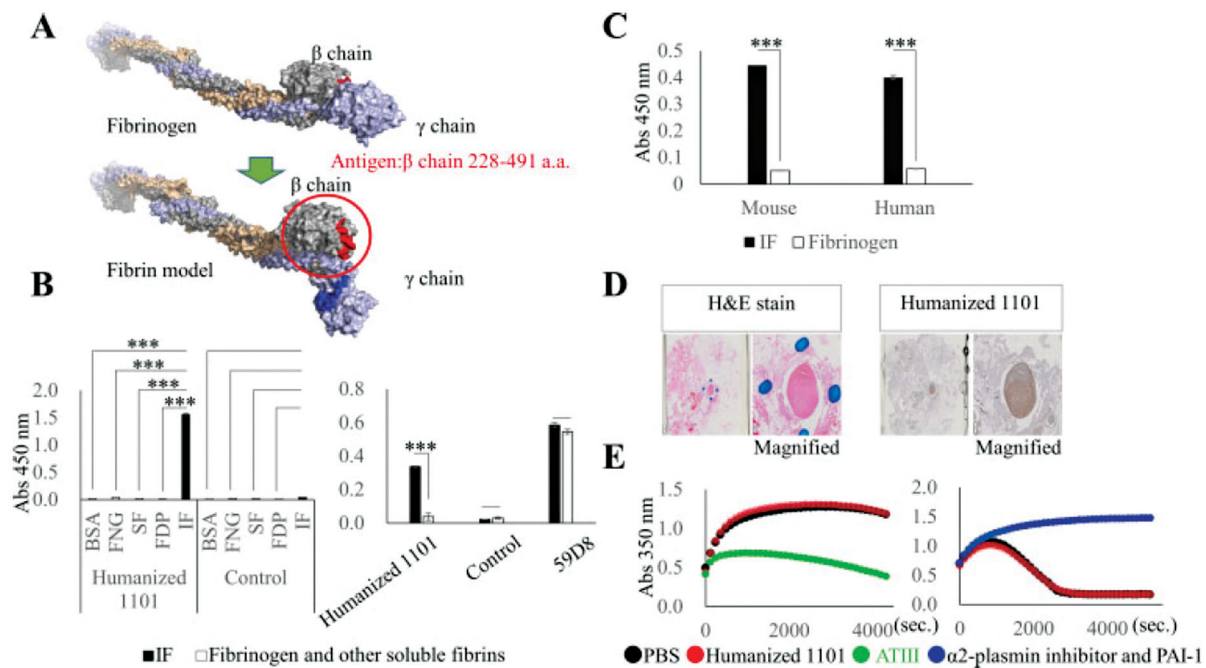 A
β chain
Fibrinogen
γ chain
Antigen:β chain 228-491 a.a.
β chain
Fibrin model
γ chain
B
***
***
***
***
Abs 450 nm
2.0
1.5
1.0
0.5
0.0
BSA
FNG
SF
FDP
IF
BSA
FNG
SF
FDP
IF
Humanized
1101
Control
0.8
0.6
0.4
0.2
0.0
***
Humanized 1101
Control
59D8
■IF □Fibrinogen and other soluble fibrins
C
*** ***
Abs 450 nm
0.5
0.4
0.3
0.2
0.1
0
Mouse Human
■IF □Fibrinogen
D
H&E stain
Humanized 1101
Magnified
Magnified
E
Abs 350 nm
1.5
1.0
0.5
0.0
0 2000 4000 (sec.)
2.0
1.5
1.0
0.5
0.0
0 2000 4000 (sec.)
●PBS ●Humanized 1101 ●ATIII ●α2-plasmin inhibitor and PAI-1